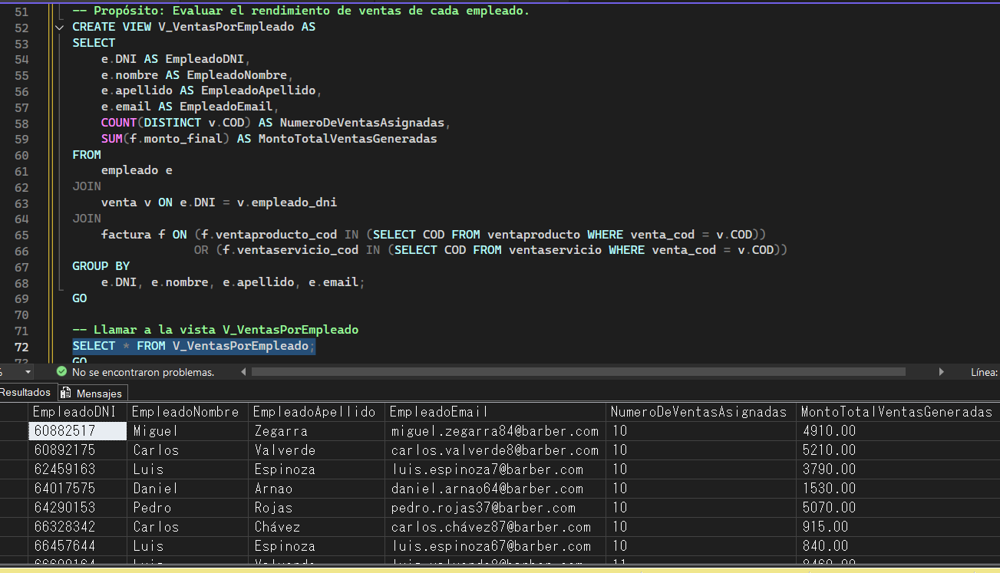 51 -- Propósito: Evaluar el rendimiento de ventas de cada empleado.
52 CREATE VIEW V_VentasPorEmpleado AS
53 SELECT
54 e.DNI AS EmpleadoDNI,
55 e.nombre AS EmpleadoNombre,
56 e.apellido AS EmpleadoApellido,
57 e.email AS EmpleadoEmail,
58 COUNT(DISTINCT v.COD) AS NumeroDeVentasAsignadas,
59 SUM(f.monto_final) AS MontoTotalVentasGeneradas
60 FROM
61 empleado e
62 JOIN
63 venta v ON e.DNI = v.empleado_dni
64 JOIN
65 factura f ON (f.ventaproducto_cod IN (SELECT COD FROM ventaproducto WHERE venta_cod = v.COD))
66 OR (f.ventaservicio_cod IN (SELECT COD FROM ventaservicio WHERE venta_cod = v.COD))
67 GROUP BY
68 e.DNI, e.nombre, e.apellido, e.email;
69 GO
70
71 -- Llamar a la vista V_VentasPorEmpleado
72 SELECT * FROM V_VentasPorEmpleado;
73 GO
% No se encontraron problemas. Línea:
Resultados Mensajes
EmpleadoDNI EmpleadoNombre EmpleadoApellido EmpleadoEmail NumeroDeVentasAsignadas MontoTotalVentasGeneradas
60882517 Miguel Zegarra miguel.zegarra84@barber.com 10 4910.00
60892175 Carlos Valverde carlos.valverde8@barber.com 10 5210.00
62459163 Luis Espinoza luis.espinoza7@barber.com 10 3790.00
64017575 Daniel Arnao daniel.arnao64@barber.com 10 1530.00
64290153 Pedro Rojas pedro.rojas37@barber.com 10 5070.00
66328342 Carlos Chávez carlos.chávez87@barber.com 10 915.00
66457644 Luis Espinoza luis.espinoza67@barber.com 10 840.00
Luis Valverde 11